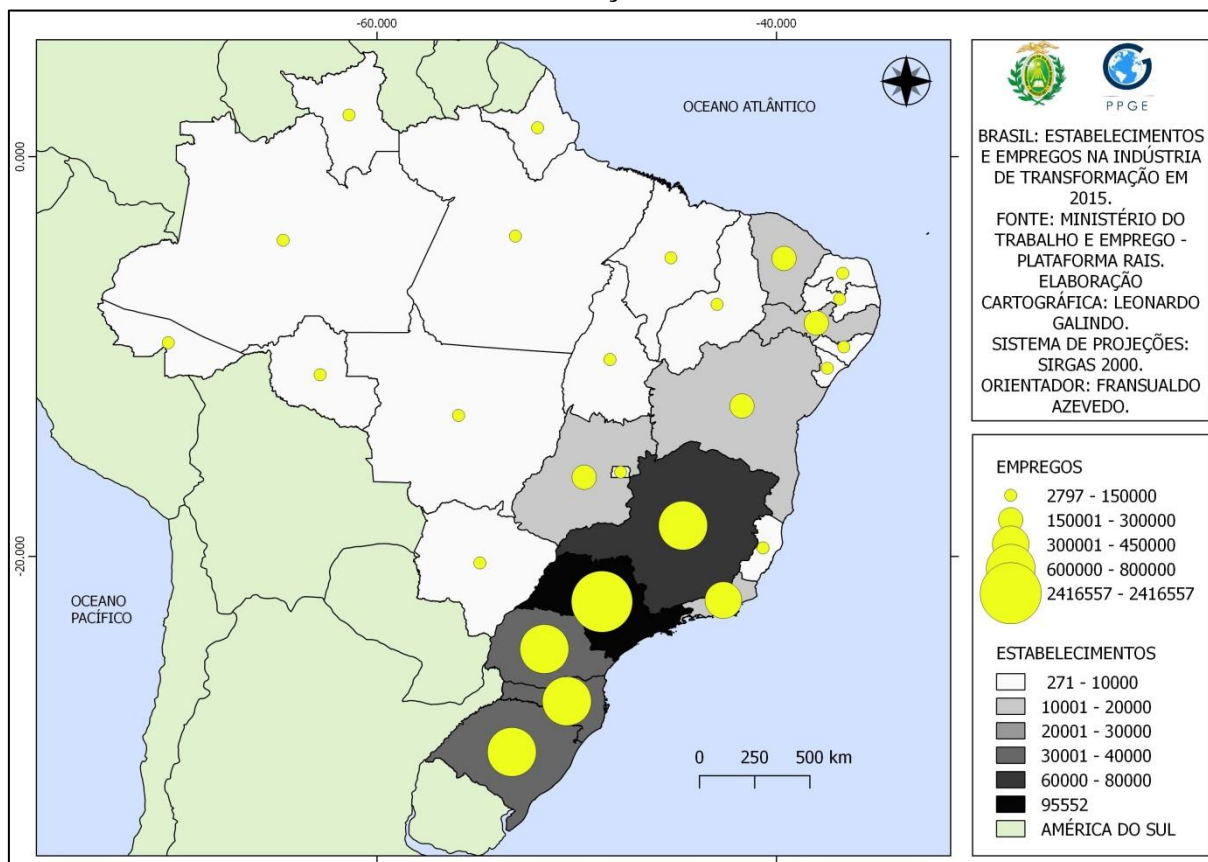 -60.000
-40.000
0.000
-20.000
OCEANO ATLÂNTICO
OCEANO
PACÍFICO
0 250 500 km
PPGE
BRASIL: ESTABELECIMENTOS
E EMPREGOS NA INDÚSTRIA
DE TRANSFORMAÇÃO EM
2015.
FONTE: MINISTÉRIO DO
TRABALHO E EMPREGO -
PLATAFORMA RAIS.
ELABORAÇÃO
CARTOGRÁFICA: LEONARDO
GALINDO.
SISTEMA DE PROJEÇÕES:
SIRGAS 2000.
ORIENTADOR: FRANSUALDO
AZEVEDO.
EMPREGOS
2797 - 150000
150001 - 300000
300001 - 450000
600000 - 800000
2416557 - 2416557
ESTABELECIMENTOS
271 - 10000
10001 - 20000
20001 - 30000
30001 - 40000
60000 - 80000
95552
AMÉRICA DO SUL